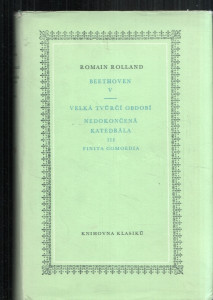 ROMAIN ROLLAND
BEETHOVEN
V
VELKÁ TVŮRČÍ OBDOBÍ
NEDOKONČENÁ
KATEDRÁLA
III
FINITA COMOEDIA
KNIHOVNA KLASIKŮ